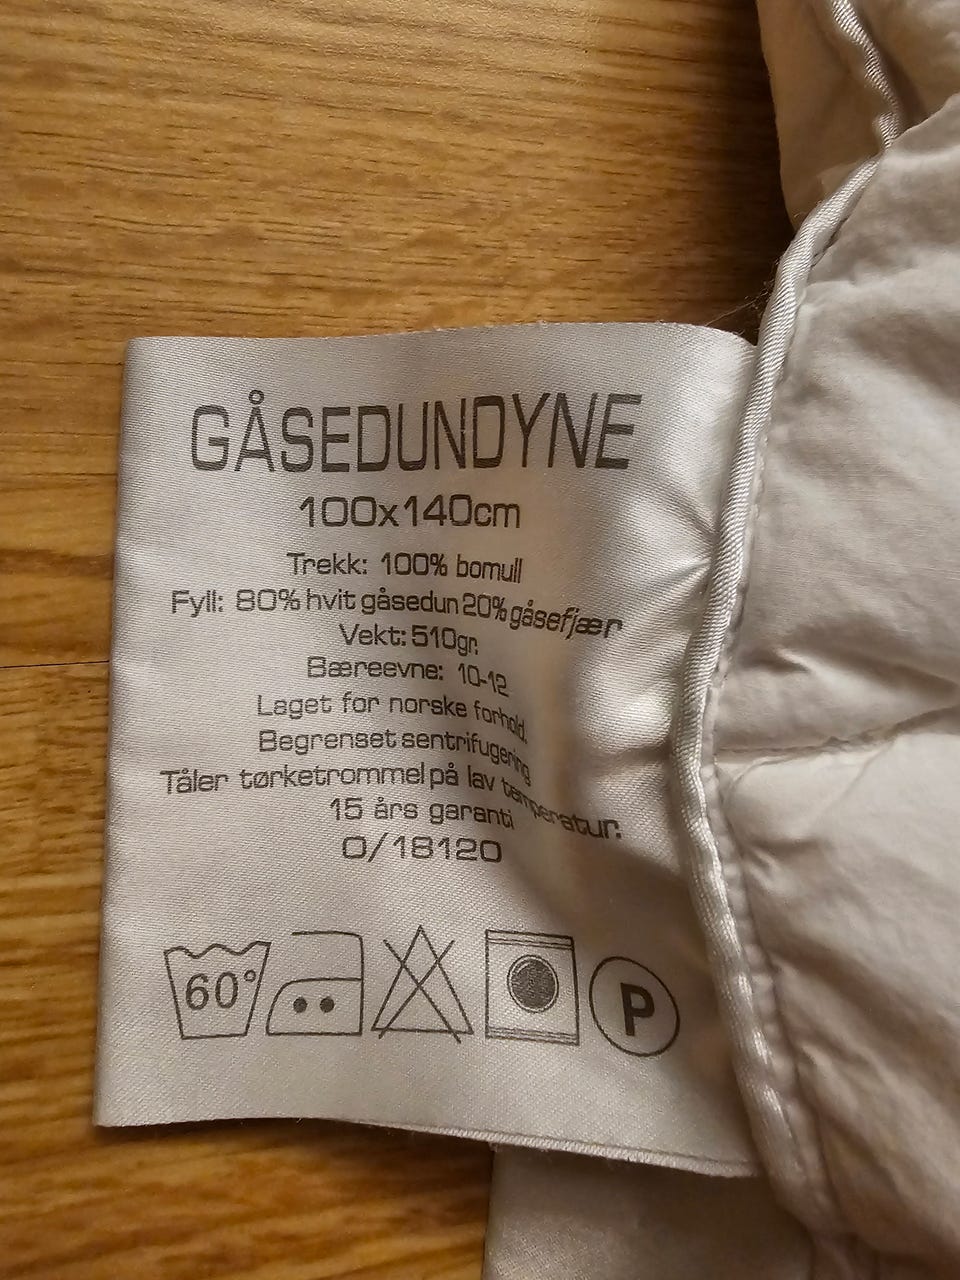 GÅSEDUNDYNE
100x140cm
Trekk: 100% bomull
Fyll: 80% hvit gåsedun 20% gåsefjær
Vekt: 510gr.
Bæreevne: 10-12
Laget for norske forhold.
Begrenset sentrifugering
Tåler tørketrommel på lav temperatur.
15 års garanti
0/18120
60°
P